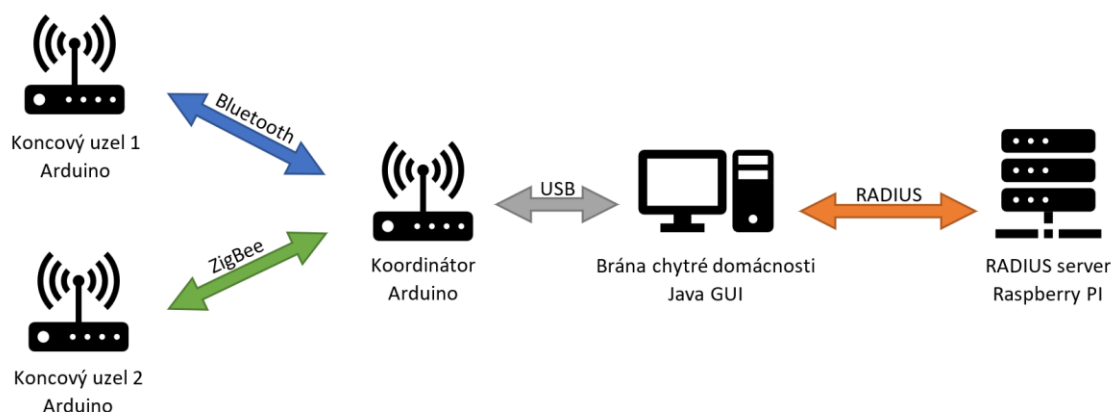 Koncový uzel 1
Arduino
Bluetooth
ZigBee
Koncový uzel 2
Arduino
Koordinátor
Arduino
USB
Brána chytré domácnosti
Java GUI
RADIUS
RADIUS server
Raspberry PI